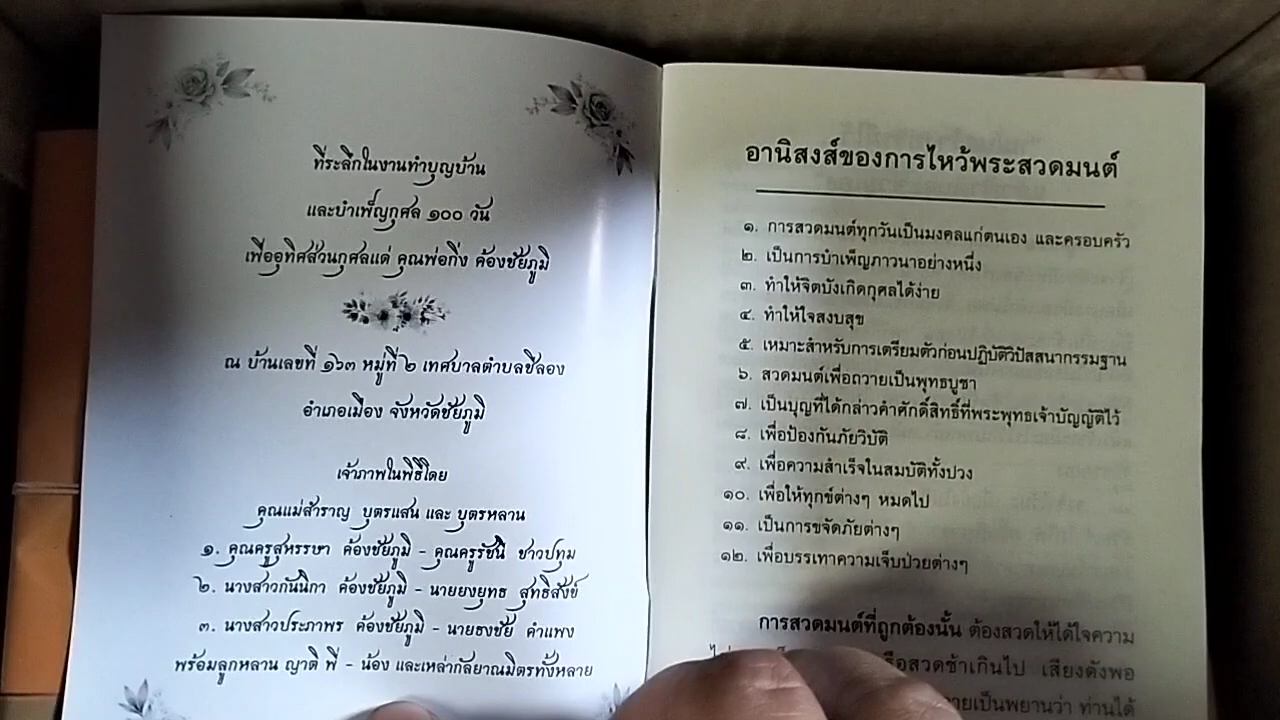 ที่ระลึกในงานทำบุญบ้าน
และบำเพ็ญกุศล ๑๐๐ วัน
เพื่ออุทิศส่วนกุศลแด่ คุณพ่อกิ่ง ค้องชัยภูมิ
ณ บ้านเลขที่ ๑๖๓ หมู่ที่ ๒ เทศบาลตำบลชีลอง
อำเภอเมือง จังหวัดชัยภูมิ
เจ้าภาพในพิธีโดย
คุณแม่สำราญ บุตรแสน และ บุตรหลาน
๑. คุณครูสุหรรษา ค้องชัยภูมิ - คุณครูรัชนี ชาวปทุม
๒. นางสาวกันนิกา ค้องชัยภูมิ - นายยงยุทธ สุทธิสังข์
๓. นางสาวประภาพร ค้องชัยภูมิ - นายธงชัย คำแพง
พร้อมลูกหลาน ญาติ พี่ - น้อง และเหล่ากัลยาณมิตรทั้งหลาย
อานิสงส์ของการไหว้พระสวดมนต์
๑. การสวดมนต์ทุกวันเป็นมงคลแก่ตนเอง และครอบครัว
๒. เป็นการบำเพ็ญภาวนาอย่างหนึ่ง
๓. ทำให้จิตบังเกิดกุศลได้ง่าย
๔. ทำให้ใจสงบสุข
๕. เหมาะสำหรับการเตรียมตัวก่อนปฏิบัติวิปัสสนากรรมฐาน
๖. สวดมนต์เพื่อถวายเป็นพุทธบูชา
๗. เป็นบุญที่ได้กล่าวคำศักดิ์สิทธิ์ที่พระพุทธเจ้าบัญญัติไว้
๘. เพื่อป้องกันภัยวิบัติ
๙. เพื่อความสำเร็จในสมบัติทั้งปวง
๑๐. เพื่อให้ทุกข์ต่างๆ หมดไป
๑๑. เป็นการขจัดภัยต่างๆ
๑๒. เพื่อบรรเทาความเจ็บป่วยต่างๆ
การสวดมนต์ที่ถูกต้องนั้น ต้องสวดให้ได้ใจความ
รือสวดช้าเกินไป เสียงดังพอ
ายเป็นพยานว่า ท่านได้